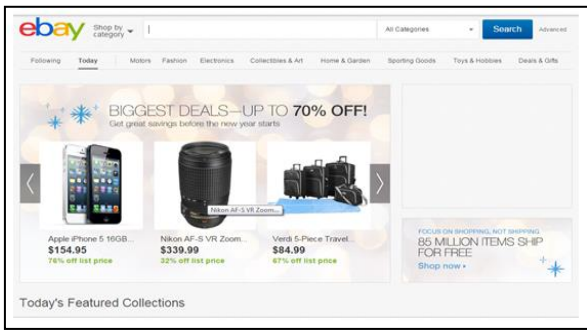 ebay Shop by category All Categories Search Advanced
Following Today Motors Fashion Electronics Collectibles & Art Home & Garden Sporting Goods Toys & Hobbies Deals & Gifts
BIGGEST DEALS—UP TO 70% OFF!
Get great savings before the new year starts
Nikon AF-S VR Zoom...
Apple iPhone 5 16GB... Nikon AF-S VR Zoom... Verdi 5-Piece Travel...
$154.95 $339.99 $84.99
76% off list price 32% off list price 67% off list price
FOCUS ON SHOPPING, NOT SHIPPING
85 MILLION ITEMS SHIP
FOR FREE
Shop now
Today's Featured Collections